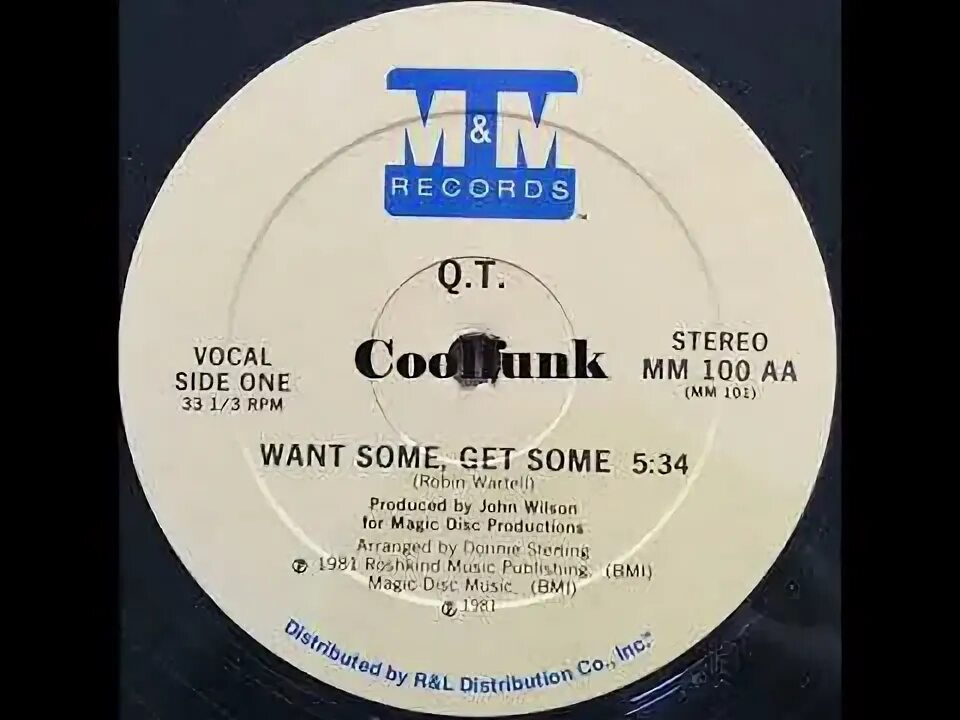 M&M
RECORDS
Q.T.
VOCAL
SIDE ONE
33 1/3 RPM
Coolfunk
STEREO
MM 100 AA
(MM 101)
WANT SOME, GET SOME 5:34
(Robin Wartell)
Produced by John Wilson
for Magic Disc Productions
Arranged by Donnie Sterling
℗ 1981 Roshkind Music Publishing, (BMI)
Magic Disc Music (BMI)
℗ 1981
Distributed by R&L Distribution Co., Inc.